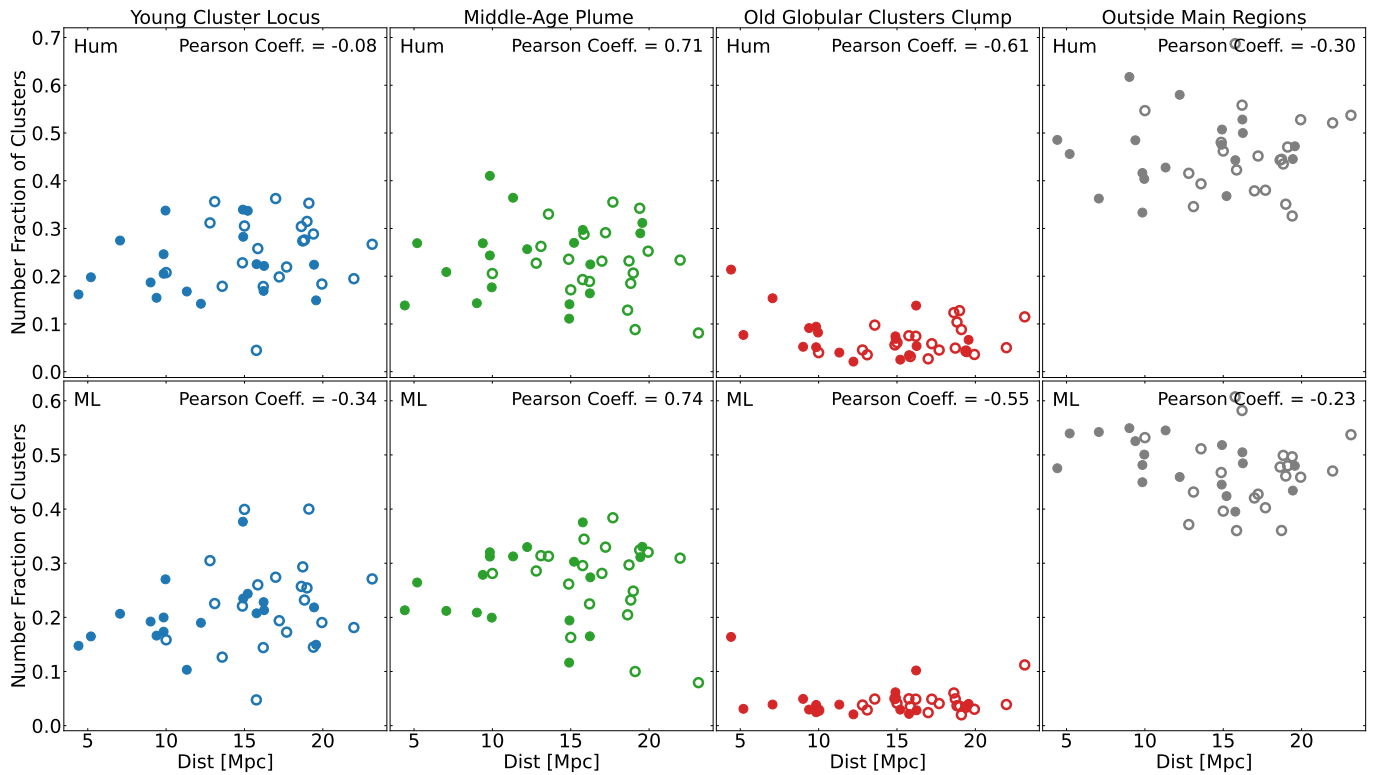 Young Cluster Locus
Middle-Age Plume
Old Globular Clusters Clump
Outside Main Regions
0.7
0.6
0.5
0.4
0.3
0.2
0.1
0.0
Number Fraction of Clusters
Hum
Pearson Coeff. = -0.08
Hum
Pearson Coeff. = 0.71
Hum
Pearson Coeff. = -0.61
Hum
Pearson Coeff. = -0.30
0.6
0.5
0.4
0.3
0.2
0.1
0.0
Number Fraction of Clusters
ML
Pearson Coeff. = -0.34
ML
Pearson Coeff. = 0.74
ML
Pearson Coeff. = -0.55
ML
Pearson Coeff. = -0.23
5 10 15 20
5 10 15 20
5 10 15 20
5 10 15 20
Dist [Mpc]
Dist [Mpc]
Dist [Mpc]
Dist [Mpc]